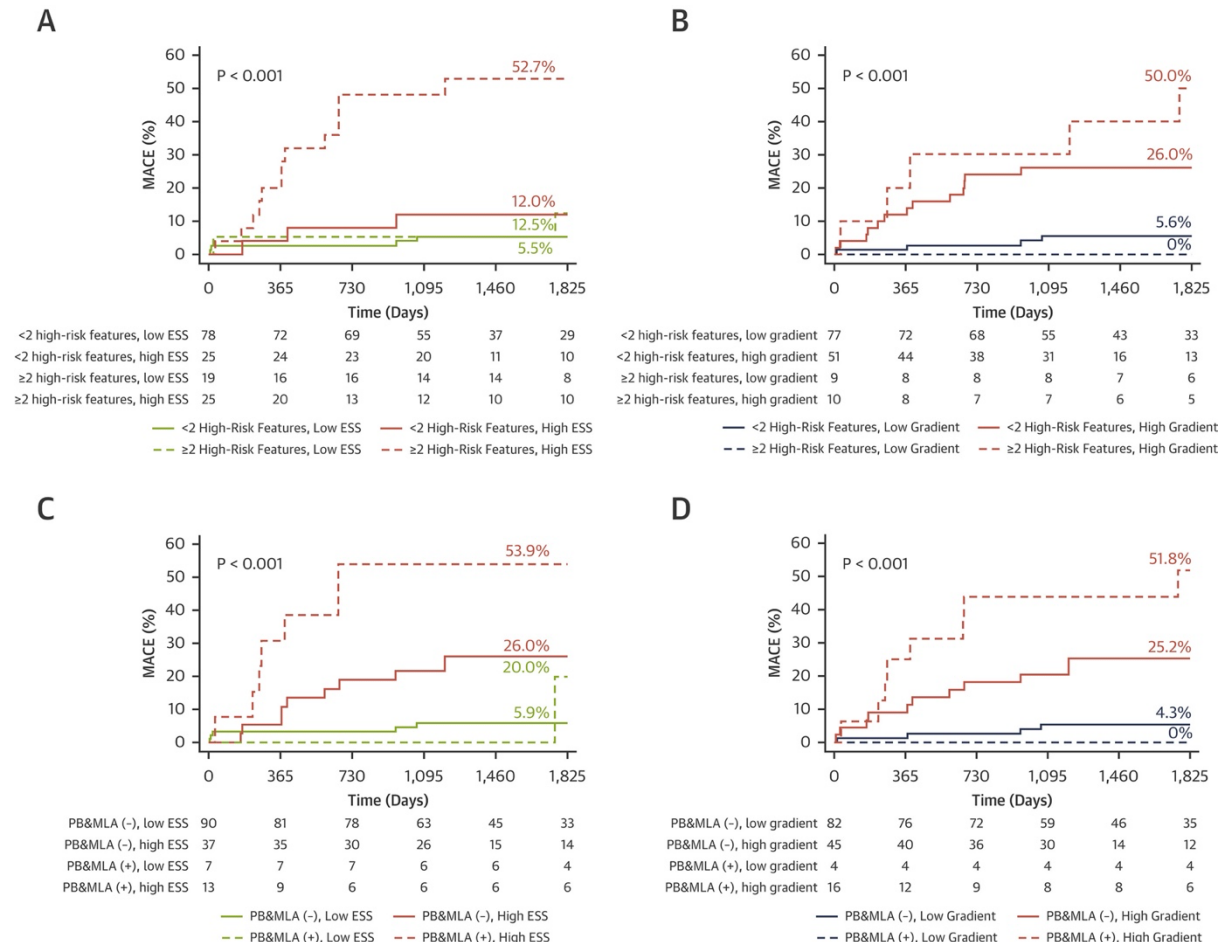 A
60
50
40
30
20
10
0
MACE (%)
P < 0.001
52.7%
12.0%
12.5%
5.5%
0 365 730 1,095 1,460 1,825
Time (Days)
<2 high-risk features, low ESS 78 72 69 55 37 29
<2 high-risk features, high ESS 25 24 23 20 11 10
≥2 high-risk features, low ESS 19 16 16 14 14 8
≥2 high-risk features, high ESS 25 20 13 12 10 10
<2 High-Risk Features, Low ESS <2 High-Risk Features, High ESS
≥2 High-Risk Features, Low ESS ≥2 High-Risk Features, High ESS
B
60
50
40
30
20
10
0
MACE (%)
P < 0.001
50.0%
26.0%
5.6%
0%
0 365 730 1,095 1,460 1,825
Time (Days)
<2 high-risk features, low gradient 77 72 68 55 43 33
<2 high-risk features, high gradient 51 44 38 31 16 13
≥2 high-risk features, low gradient 9 8 8 8 7 6
≥2 high-risk features, high gradient 10 8 7 7 6 5
<2 High-Risk Features, Low Gradient <2 High-Risk Features, High Gradient
≥2 High-Risk Features, Low Gradient ≥2 High-Risk Features, High Gradient
C
60
50
40
30
20
10
0
MACE (%)
P < 0.001
53.9%
26.0%
20.0%
5.9%
0 365 730 1,095 1,460 1,825
Time (Days)
PB&MLA (–), low ESS 90 81 78 63 45 33
PB&MLA (–), high ESS 37 35 30 26 15 14
PB&MLA (+), low ESS 7 7 7 6 6 4
PB&MLA (+), high ESS 13 9 6 6 6 6
PB&MLA (–), Low ESS PB&MLA (–), High ESS
PB&MLA (+), Low ESS PB&MLA (+), High ESS
D
60
50
40
30
20
10
0
MACE (%)
P < 0.001
51.8%
25.2%
4.3%
0%
0 365 730 1,095 1,460 1,825
Time (Days)
PB&MLA (–), low gradient 82 76 72 59 46 35
PB&MLA (–), high gradient 45 40 36 30 14 12
PB&MLA (+), low gradient 4 4 4 4 4 4
PB&MLA (+), high gradient 16 12 9 8 8 6
PB&MLA (–), Low Gradient PB&MLA (–), High Gradient
PB&MLA (+), Low Gradient PB&MLA (+), High Gradient